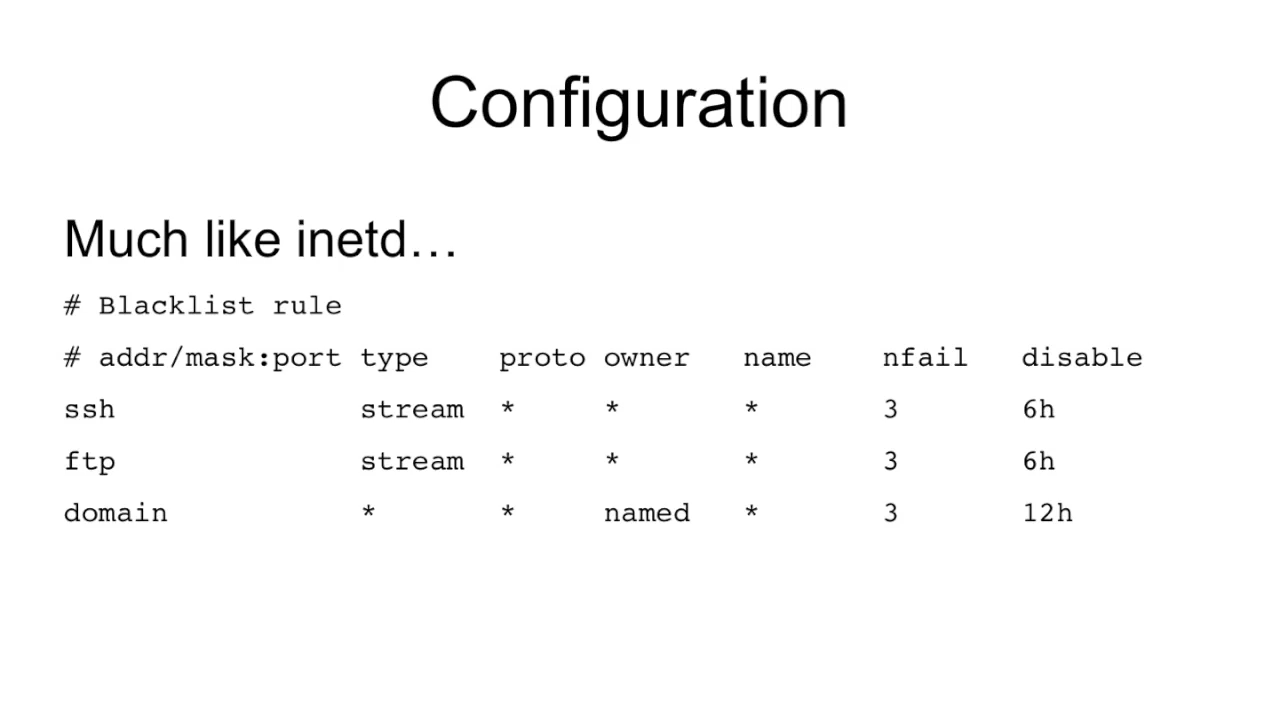 Configuration
Much like inetd…
# Blacklist rule
# addr/mask:port type    proto owner   name    nfail   disable
ssh              stream  *     *       *       3       6h
ftp              stream  *     *       *       3       6h
domain           *       *     named   *       3       12h